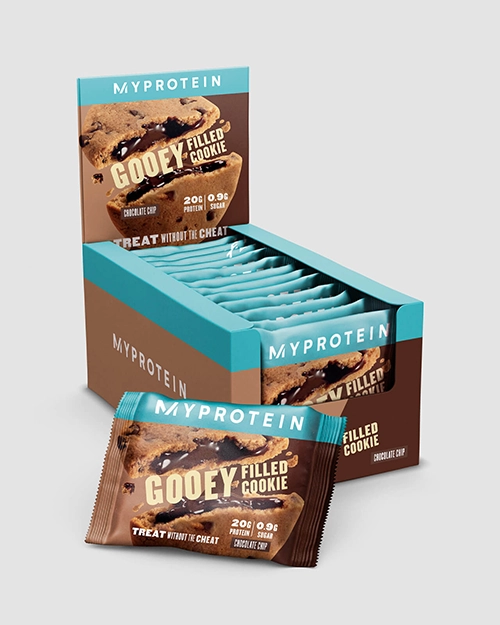 MYPROTEIN
GOOEY FILLED COOKIE
CHOCOLATE CHIP
20G PROTEIN
0.9G SUGAR
TREAT WITHOUT THE CHEAT
MYPROTEIN
MYPROTEIN
FILLED
COOKIE
CHOCOLATE CHIP
MYPROTEIN
GOOEY FILLED COOKIE
20G PROTEIN
0.9G SUGAR
TREAT WITHOUT THE CHEAT
CHOCOLATE CHIP